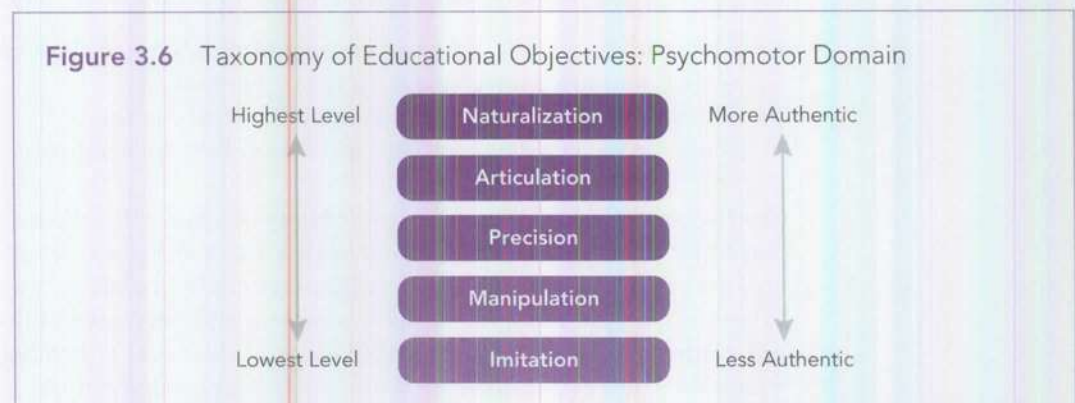 Figure 3.6 Taxonomy of Educational Objectives: Psychomotor Domain
Highest Level Naturalization More Authentic
Articulation
Precision
Manipulation
Lowest Level Imitation Less Authentic